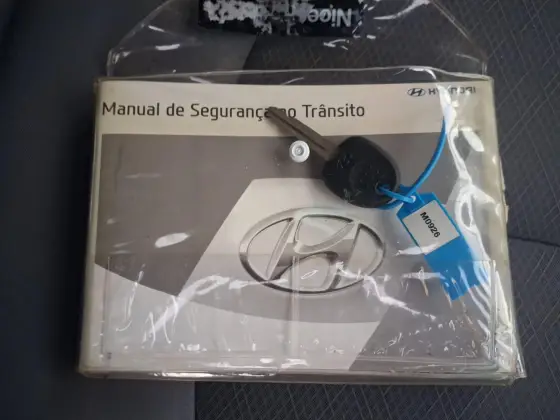 HYUNDAI
Manual de Segurança no Trânsito
M0926